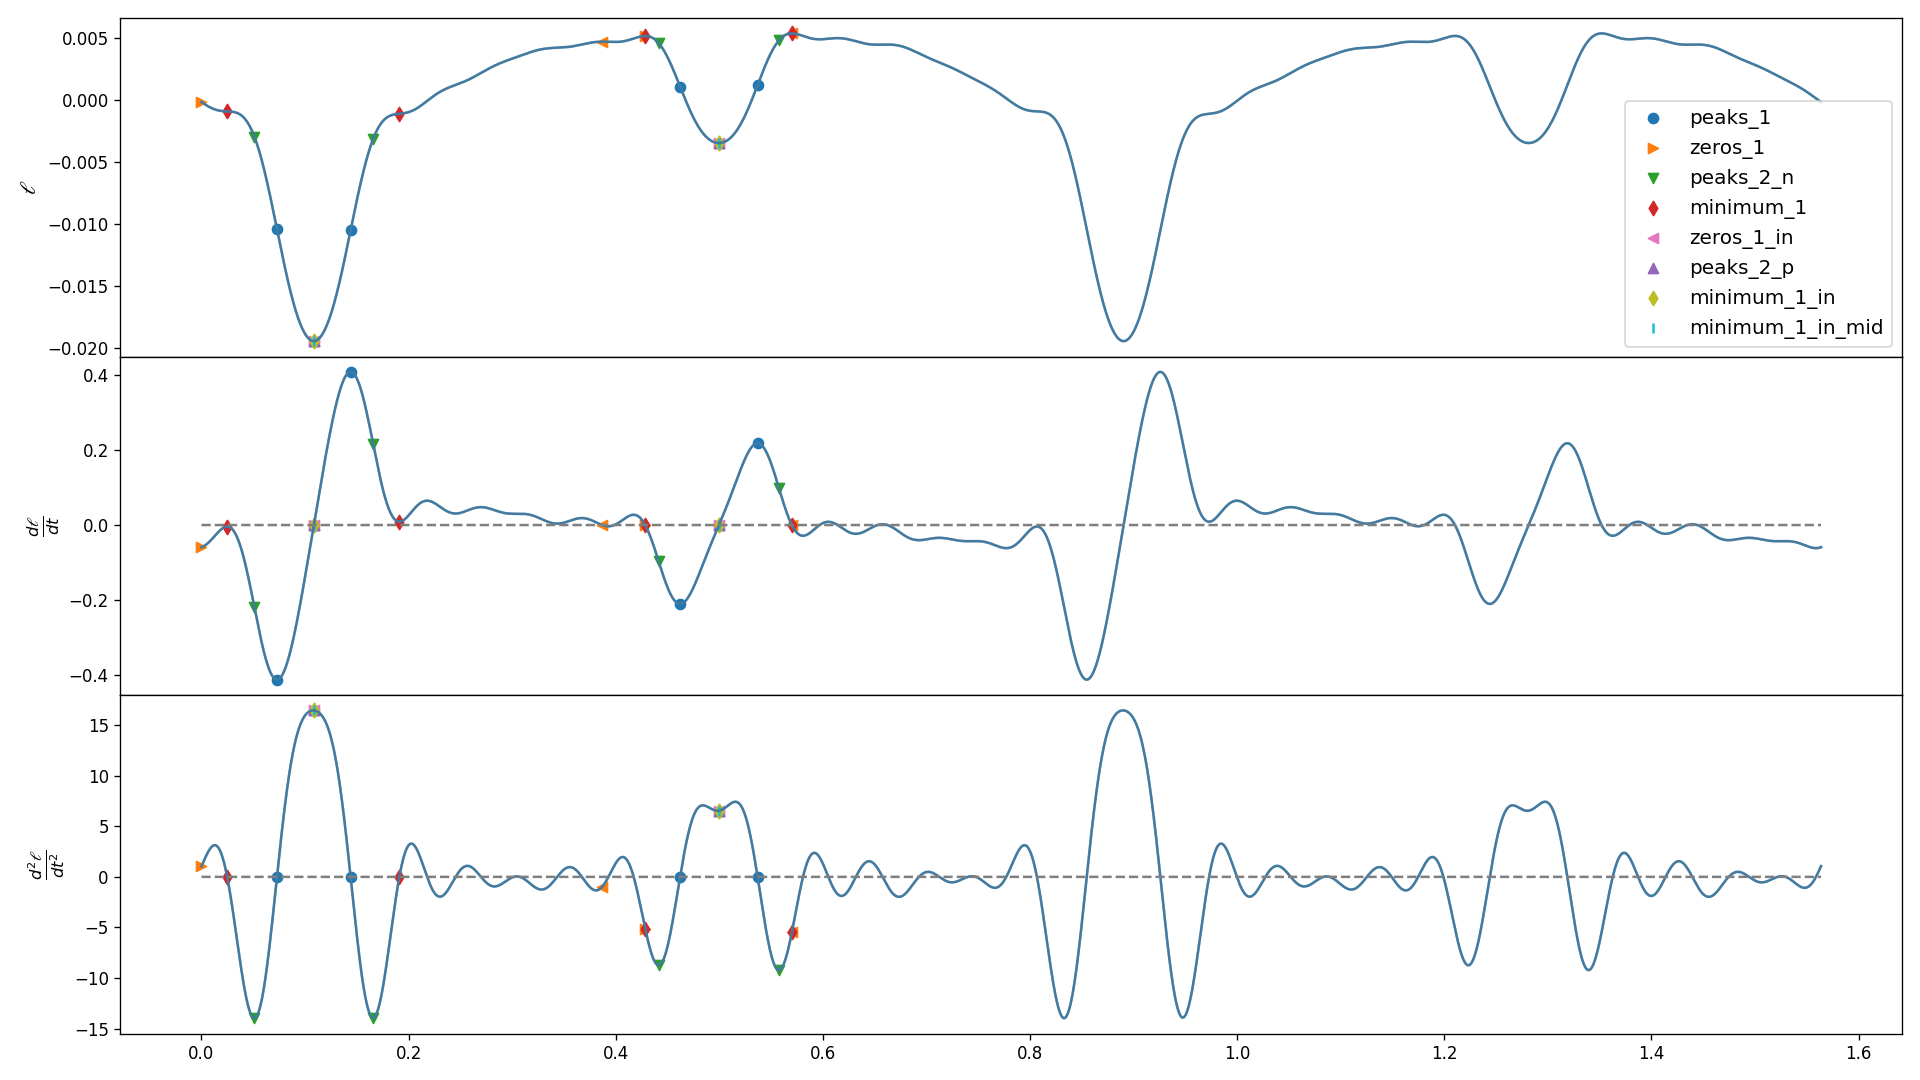 0.005
0.000
−0.005
−0.010
−0.015
−0.020
ℓ
peaks_1
zeros_1
peaks_2_n
minimum_1
zeros_1_in
peaks_2_p
minimum_1_in
minimum_1_in_mid
0.4
0.2
0.0
−0.2
−0.4
dℓ
dt
15
10
5
0
−5
−10
−15
d²ℓ
dt²
0.0 0.2 0.4 0.6 0.8 1.0 1.2 1.4 1.6